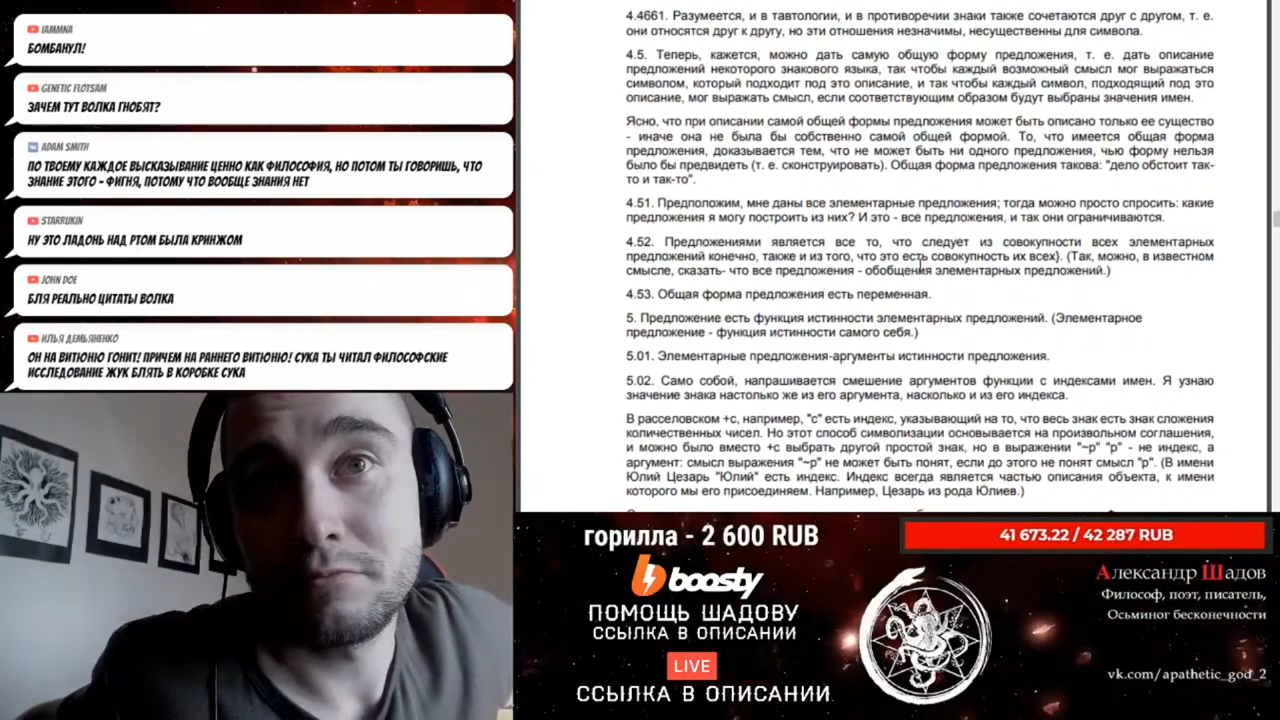 IAMMNA
БОМБАНУЛ!
GENETIC FLOTSAM
ЗАЧЕМ ТУТ ВОЛКА ГНОБЯТ?
ADAM SMITH
ПО ТВОЕМУ КАЖДОЕ ВЫСКАЗЫВАНИЕ ЦЕННО КАК ФИЛОСОФИЯ, НО ПОТОМ ТЫ ГОВОРИШЬ, ЧТО
ЗНАНИЕ ЭТОГО - ФИГНЯ, ПОТОМУ ЧТО ВООБЩЕ ЗНАНИЯ НЕТ
STARRUKIN
НУ ЭТО ЛАДОНЬ НАД РТОМ БЫЛА КРИНЖОМ
JOHN DOE
БЛЯ РЕАЛЬНО ЦИТАТЫ ВОЛКА
ИЛЬЯ ДЕМЬЯНЕНКО
ОН НА ВИТЮНЮ ГОНИТ! ПРИЧЕМ НА РАННЕГО ВИТЮНЮ! СУКА ТЫ ЧИТАЛ ФИЛОСОФСКИЕ
ИССЛЕДОВАНИЕ ЖУК БЛЯТЬ В КОРОБКЕ СУКА
4.4661. Разумеется, и в тавтологии, и в противоречии знаки также сочетаются друг с другом, т. е.
они относятся друг к другу, но эти отношения незначимы, несущественны для символа.
4.5. Теперь, кажется, можно дать самую общую форму предложения, т. е. дать описание
предложений некоторого знакового языка, так чтобы каждый возможный смысл мог выражаться
символом, который подходит под это описание, и так чтобы каждый символ, подходящий под это
описание, мог выражать смысл, если соответствующим образом будут выбраны значения имен.
Ясно, что при описании самой общей формы предложения может быть описано только ее существо
- иначе она не была бы собственно самой общей формой. То, что имеется общая форма
предложения, доказывается тем, что не может быть ни одного предложения, чью форму нельзя
было бы предвидеть (т. е. сконструировать). Общая форма предложения такова: "дело обстоит так-
то и так-то".
4.51. Предположим, мне даны все элементарные предложения; тогда можно просто спросить: какие
предложения я могу построить из них? И это - все предложения, и так они ограничиваются.
4.52. Предложениями является все то, что следует из совокупности всех элементарных
предложений конечно, также и из того, что это есть совокупность их всех}. (Так, можно, в известном
смысле, сказать- что все предложения - обобщения элементарных предложений.)
4.53. Общая форма предложения есть переменная.
5. Предложение есть функция истинности элементарных предложений. (Элементарное
предложение - функция истинности самого себя.)
5.01. Элементарные предложения-аргументы истинности предложения.
5.02. Само собой, напрашивается смешение аргументов функции с индексами имен. Я узнаю
значение знака настолько же из его аргумента, насколько и из его индекса.
В расселовском +с, например, "с" есть индекс, указывающий на то, что весь знак есть знак сложения
количественных чисел. Но этот способ символизации основывается на произвольном соглашения,
и можно было вместо +с выбрать другой простой знак, но в выражении "~р" "р" - не индекс, а
аргумент: смысл выражения "~р" не может быть понят, если до этого не понят смысл "р". (В имени
Юлий Цезарь "Юлий" есть индекс. Индекс всегда является частью описания объекта, к имени
которого мы его присоединяем. Например, Цезарь из рода Юлиев.)
горилла - 2 600 RUB
41 673.22 / 42 287 RUB
boosty
ПОМОЩЬ ШАДОВУ
ССЫЛКА В ОПИСАНИИ
LIVE
ССЫЛКА В ОПИСАНИИ
Александр Шадов
Философ, поэт, писатель,
Осьминог бесконечности
vk.com/apathetic_god_2